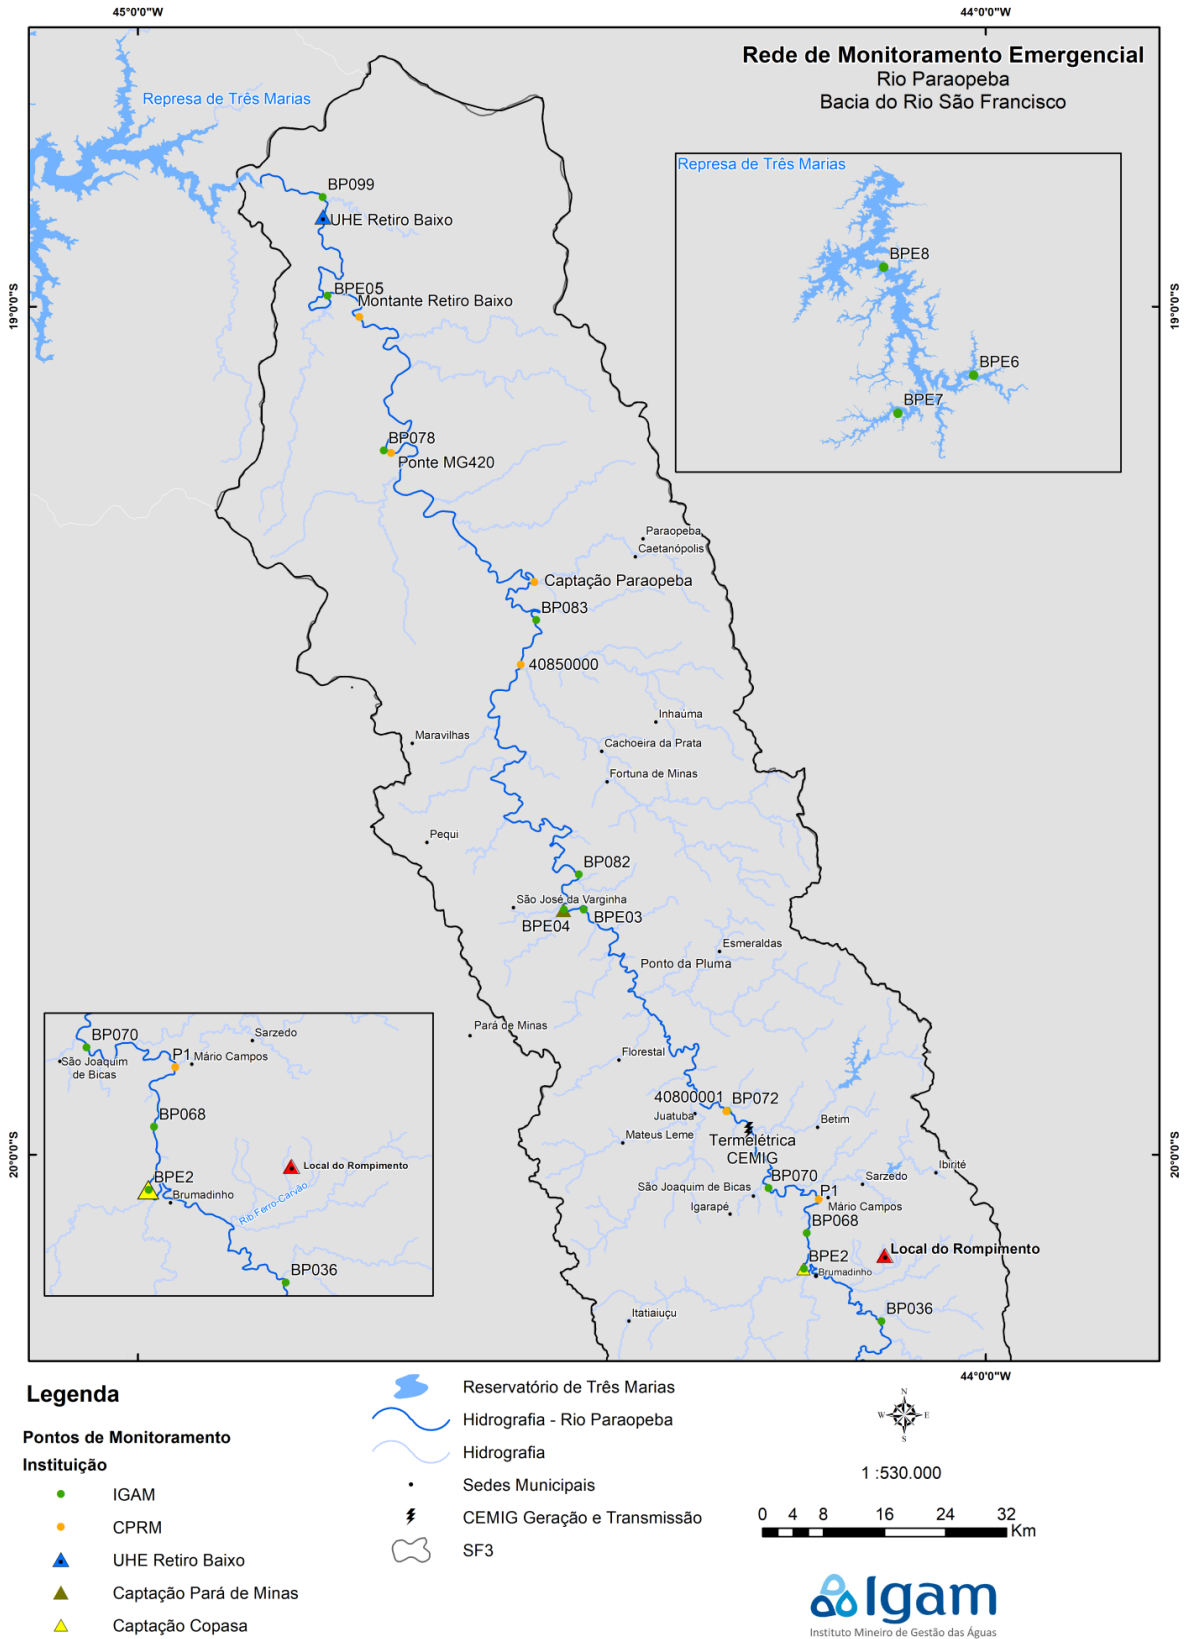 45°0'0"W
44°0'0"W
Rede de Monitoramento Emergencial
Rio Paraopeba
Bacia do Rio São Francisco
Represa de Três Marias
Represa de Três Marias
BP099
UHE Retiro Baixo
BPE8
BPE05
Montante Retiro Baixo
19°0'0"S
19°0'0"S
BPE6
BPE7
BP078
Ponte MG420
Paraopeba
Caetanópolis
Captação Paraopeba
BP083
40850000
Inhaúma
Maravilhas
Cachoeira da Prata
Fortuna de Minas
Pequi
BP082
São José da Varginha
BPE04
BPE03
Esmeraldas
Ponto da Pluma
Pará de Minas
Florestal
40800001
BP072
Juatuba
Betim
Mateus Leme
Termelétrica
CEMIG
20°0'0"S
20°0'0"S
Ibirité
BP070
Sarzedo
São Joaquim de Bicas
P1
Igarapé
Mário Campos
BP068
Local do Rompimento
BPE2
Brumadinho
BP036
Itatiaiuçu
BP070
Sarzedo
P1
Mário Campos
São Joaquim
de Bicas
BP068
Local do Rompimento
BPE2
Brumadinho
Rib Ferro-Carvão
BP036
44°0'0"W
Legenda
Pontos de Monitoramento
Instituição
IGAM
CPRM
UHE Retiro Baixo
Captação Pará de Minas
Captação Copasa
Reservatório de Três Marias
Hidrografia - Rio Paraopeba
Hidrografia
Sedes Municipais
CEMIG Geração e Transmissão
SF3
N
W
E
S
1 :530.000
0 4 8 16 24 32
Km
Igam
Instituto Mineiro de Gestão das Águas